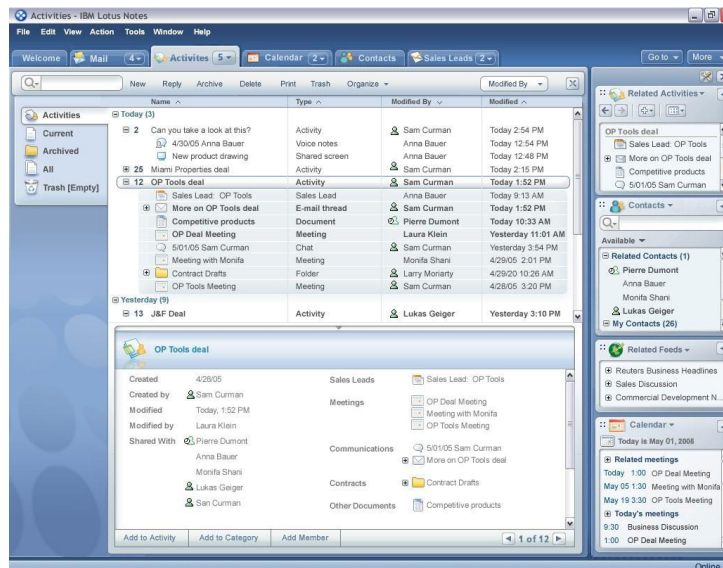 Activities - IBM Lotus Notes
File Edit View Action Tools Window Help
Welcome Mail 4 Activites 5 Calendar 2 Contacts Sales Leads 2 Go to More
New Reply Archive Delete Print Trash Organize Modified By
Activities
Current
Archived
All
Trash [Empty]
Name Type Modified By Modified
Today (3)
2 Can you take a look at this? Activity Sam Curman Today 2:54 PM
4/30/05 Anna Bauer Voice notes Anna Bauer Today 12:54 PM
New product drawing Shared screen Anna Bauer Today 12:48 PM
25 Miami Properties deal Activity Sam Curman Today 2:15 PM
12 OP Tools deal Activity Sam Curman Today 1:52 PM
Sales Lead: OP Tools Sales Lead Anna Bauer Today 9:13 AM
More on OP Tools deal E-mail thread Sam Curman Today 1:52 PM
Competitive products Document Pierre Dumont Today 10:33 AM
OP Deal Meeting Meeting Laura Klein Yesterday 11:01 AM
5/01/05 Sam Curman Chat Sam Curman Yesterday 3:54 PM
Meeting with Monifa Meeting Monifa Shani 4/29/05 2:01 PM
Contract Drafts Folder Larry Moriarty 4/29/20 10:26 AM
OP Tools Meeting Meeting Sam Curman 4/28/05 3:20 PM
Yesterday (9)
13 J&F Deal Activity Lukas Geiger Yesterday 3:10 PM
OP Tools deal
Created 4/28/05
Created by Sam Curman
Modified Today, 1:52 PM
Modified by Laura Klein
Shared With Pierre Dumont
Anna Bauer
Monifa Shani
Lukas Geiger
San Curman
Sales Leads Sales Lead: OP Tools
Meetings OP Deal Meeting
Meeting with Monifa
OP Tools Meeting
Communications 5/01/05 Sam Curman
More on OP Tools deal
Contracts Contract Drafts
Other Documents Competitive products
Add to Activity Add to Category Add Member 1 of 12
Related Activities
OP Tools deal
Sales Lead: OP Tools
More on OP Tools deal
Competitive products
5/01/05 Sam Curman
Contacts
Available
Related Contacts (1)
Pierre Dumont
Anna Bauer
Monifa Shani
Lukas Geiger
My Contacts (26)
Related Feeds
Reuters Business Headlines
Sales Discussion
Commercial Development N...
Calendar
Today is May 01, 2006
Related meetings
Today 1:00 OP Deal Meeting
May 05 1:30 Meeting with Monifa
May 19 3:30 OP Tools Meeting
Today's meetings
9:30 Business Discussion
1:00 OP Deal Meeting
Online